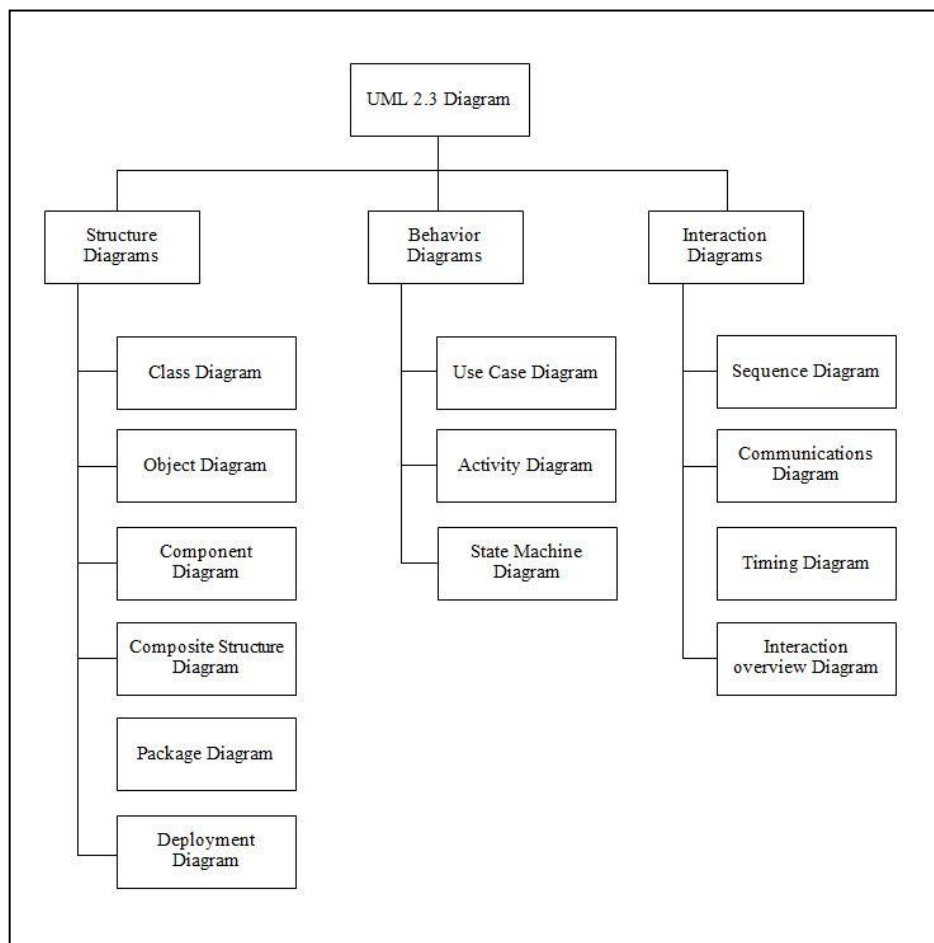 UML 2.3 Diagram
Structure
Diagrams
Behavior
Diagrams
Interaction
Diagrams
Class Diagram
Object Diagram
Component
Diagram
Composite Structure
Diagram
Package Diagram
Deployment
Diagram
Use Case Diagram
Activity Diagram
State Machine
Diagram
Sequence Diagram
Communications
Diagram
Timing Diagram
Interaction
overview Diagram